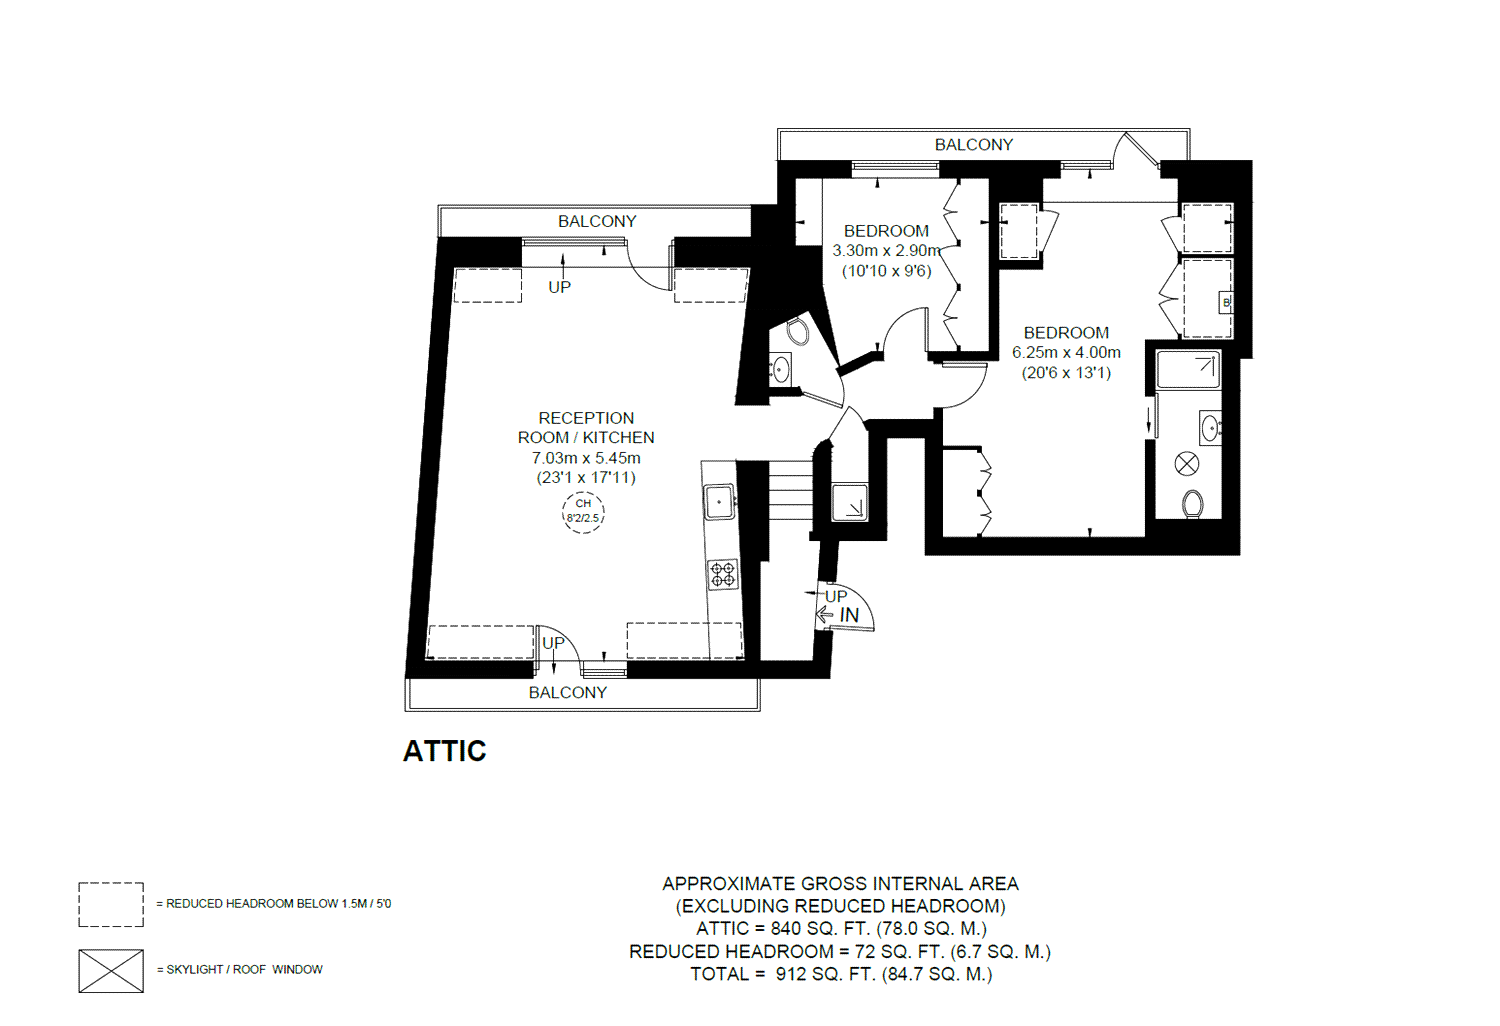 BALCONY
BALCONY
BEDROOM
3.30m x 2.90m
(10'10 x 9'6)
UP
B
BEDROOM
6.25m x 4.00m
(20'6 x 13'1)
RECEPTION
ROOM / KITCHEN
7.03m x 5.45m
(23'1 x 17'11)
CH
8'2/2.5
UP
IN
UP
BALCONY
ATTIC
= REDUCED HEADROOM BELOW 1.5M / 5'0
= SKYLIGHT / ROOF WINDOW
APPROXIMATE GROSS INTERNAL AREA
(EXCLUDING REDUCED HEADROOM)
ATTIC = 840 SQ. FT. (78.0 SQ. M.)
REDUCED HEADROOM = 72 SQ. FT. (6.7 SQ. M.)
TOTAL = 912 SQ. FT. (84.7 SQ. M.)